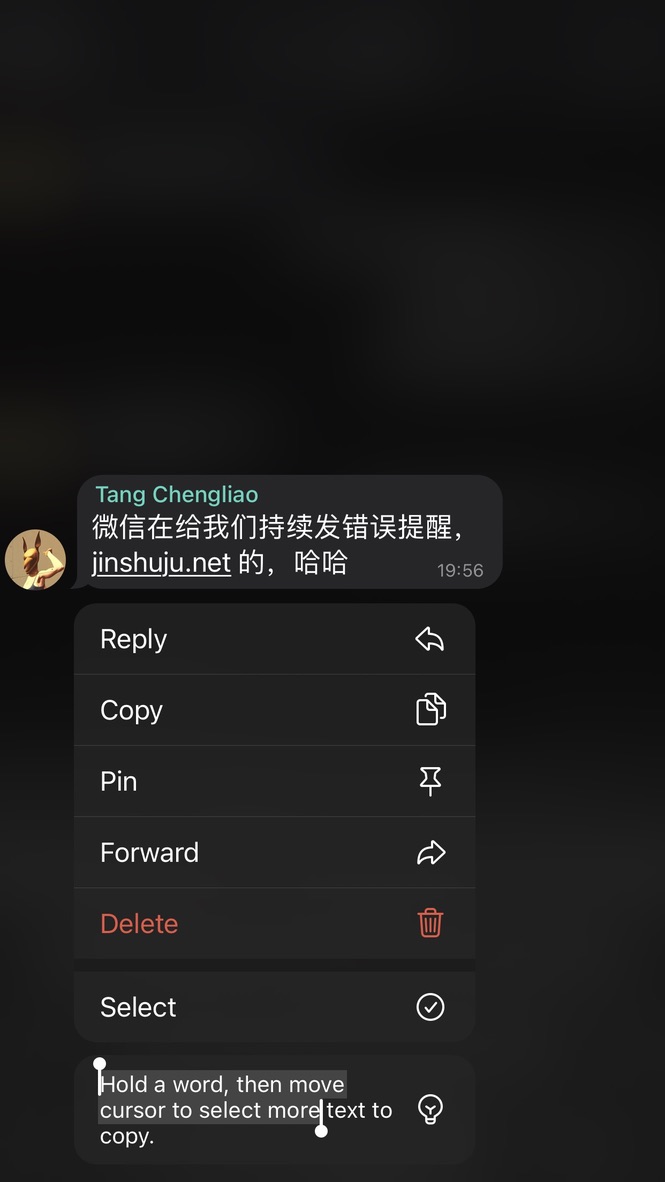 Tang Chengliao
微信在给我们持续发错误提醒，
jinshuju.net 的，哈哈
19:56
Reply
Copy
Pin
Forward
Delete
Select
Hold a word, then move
cursor to select more text to
copy.